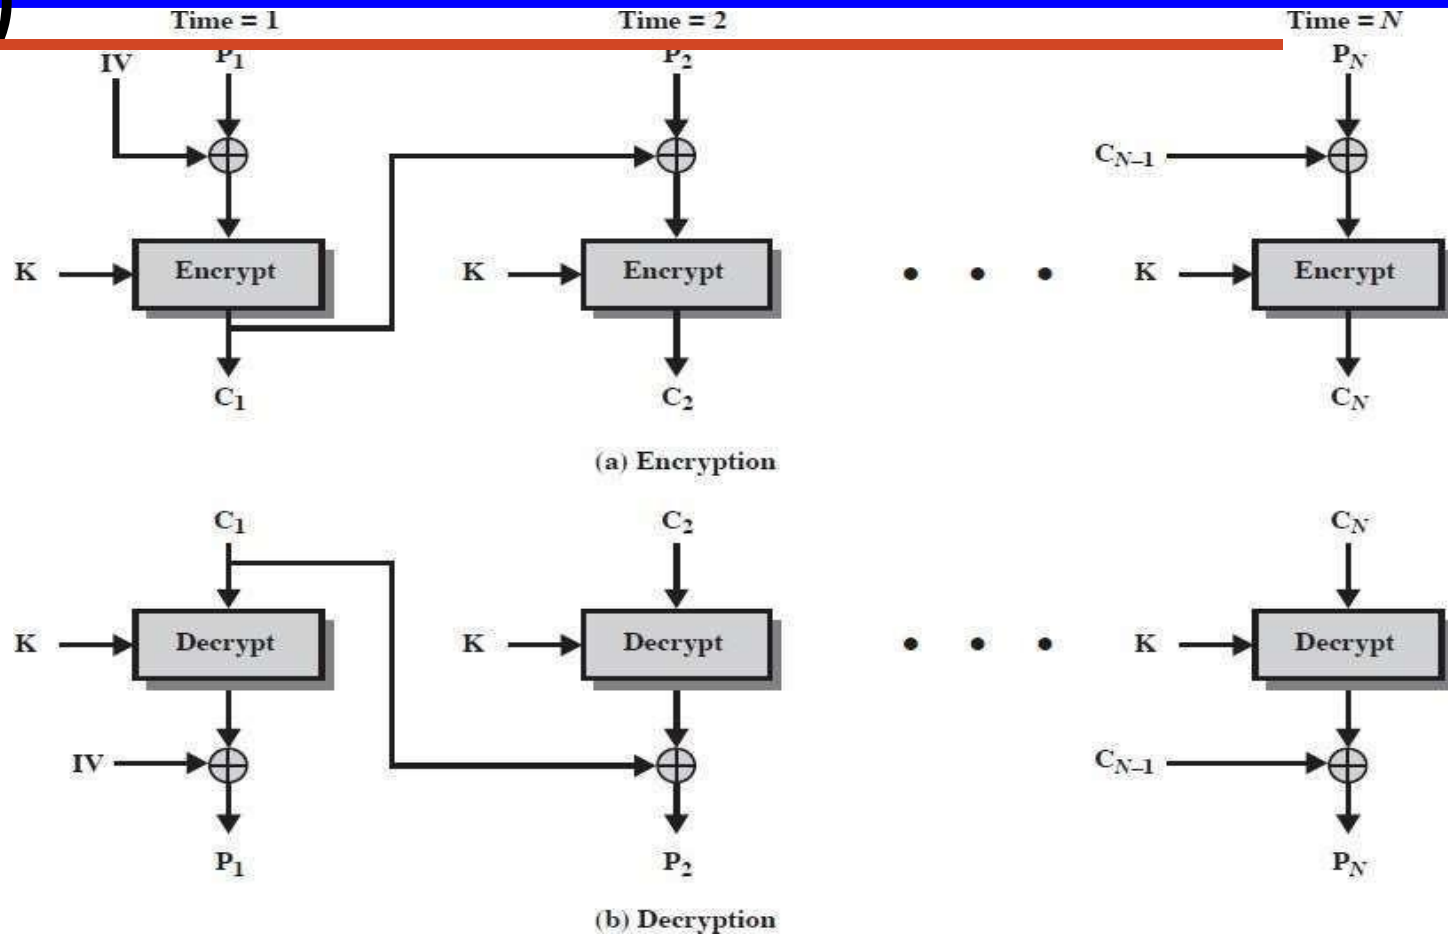 Time = 1 Time = 2 Time = N
IV P1 P2 PN
CN–1
K Encrypt K Encrypt K Encrypt
C1 C2 CN
(a) Encryption
C1 C2 CN
K Decrypt K Decrypt K Decrypt
IV CN–1
P1 P2 PN
(b) Decryption